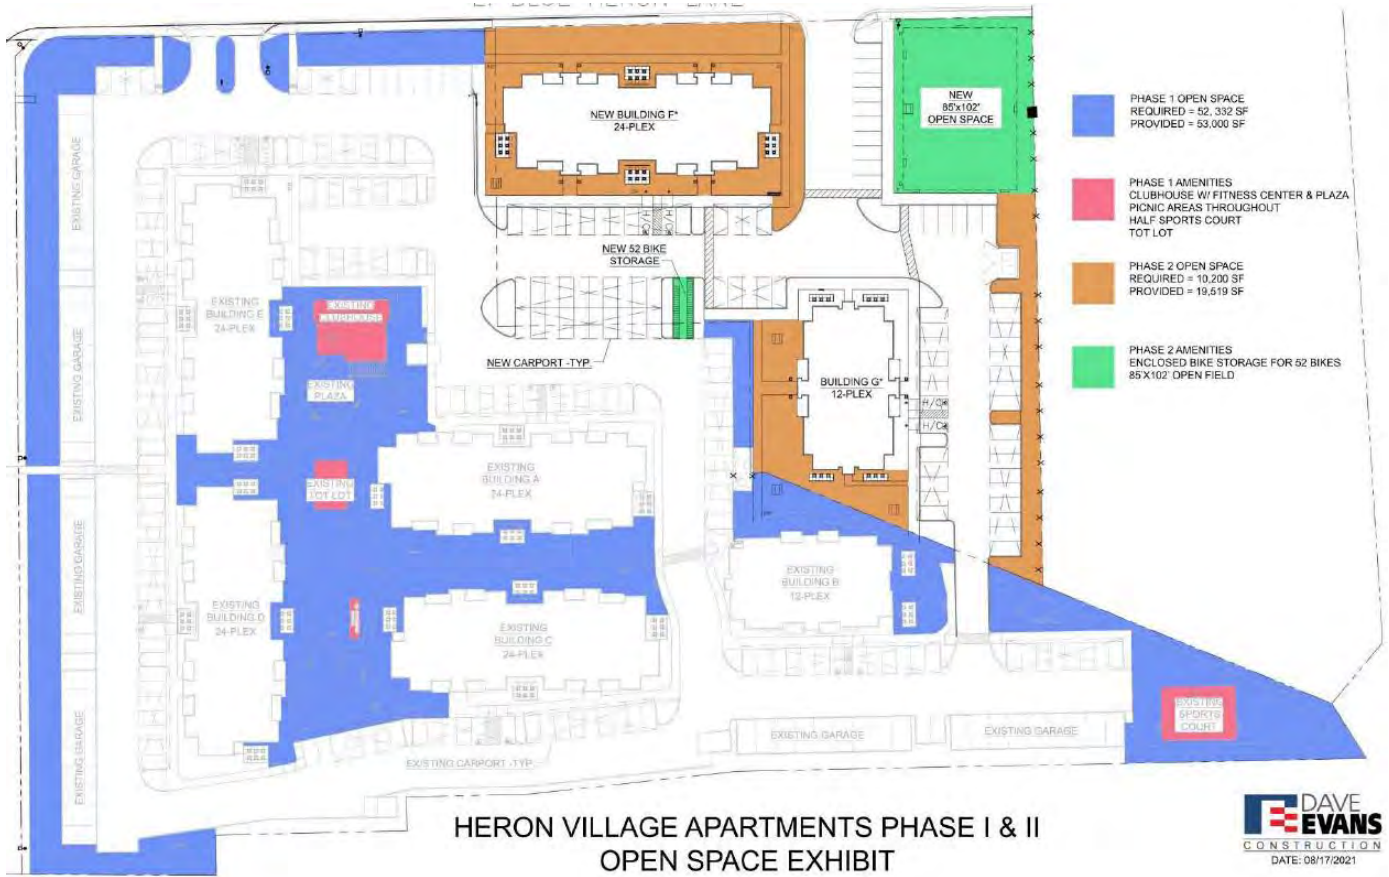 BLUE HERON LANE
NEW BUILDING F*
24-PLEX
NEW
85'x102'
OPEN SPACE
PHASE 1 OPEN SPACE
REQUIRED = 52, 332 SF
PROVIDED = 53,000 SF
PHASE 1 AMENITIES
CLUBHOUSE W/ FITNESS CENTER & PLAZA
PICNIC AREAS THROUGHOUT
HALF SPORTS COURT
TOT LOT
PHASE 2 OPEN SPACE
REQUIRED = 10,200 SF
PROVIDED = 19,519 SF
PHASE 2 AMENITIES
ENCLOSED BIKE STORAGE FOR 52 BIKES
85'X102' OPEN FIELD
EXISTING GARAGE
EXISTING GARAGE
EXISTING GARAGE
EXISTING GARAGE
H/C
H/C
NEW 52 BIKE
STORAGE
NEW CARPORT -TYP.
EXISTING
BUILDING E
24-PLEX
EXISTING
CLUBHOUSE
EXISTING
PLAZA
BUILDING G*
12-PLEX
H/C
H/C
EXISTING
TOT LOT
EXISTING
BUILDING A
24-PLEX
EXISTING
BUILDING B
12-PLEX
EXISTING
BUILDING D
24-PLEX
EXISTING
BUILDING C
24-PLEX
EXISTING
SPORTS
COURT
EXISTING GARAGE
EXISTING GARAGE
EXISTING CARPORT -TYP.
HERON VILLAGE APARTMENTS PHASE I & II
OPEN SPACE EXHIBIT
DAVE
EVANS
CONSTRUCTION
DATE: 08/17/2021